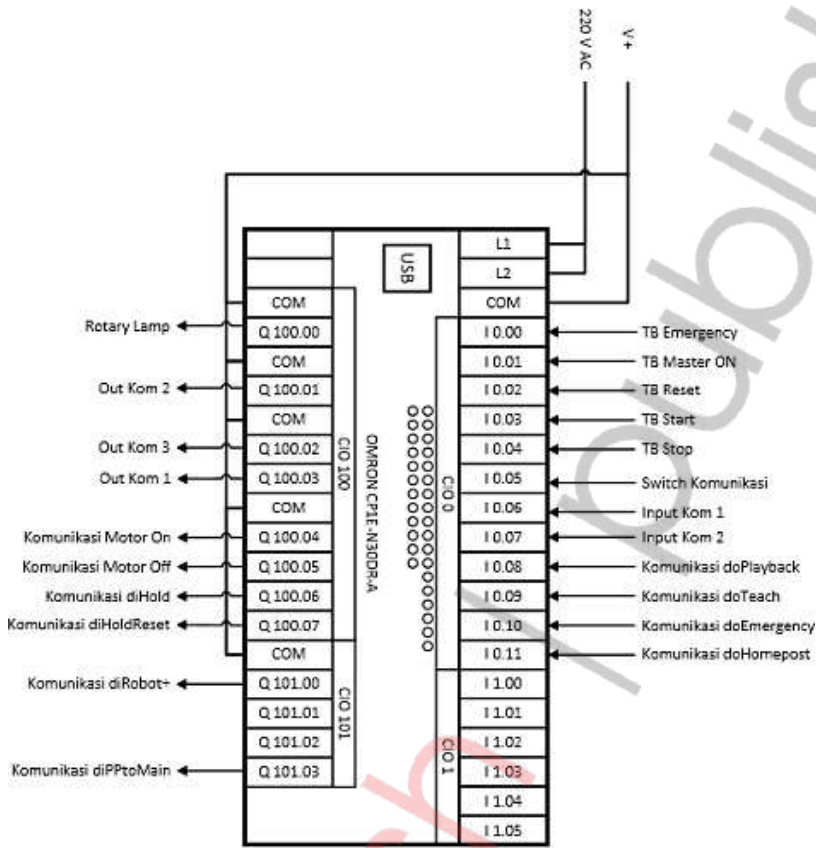 220 V AC
V +
USB
L1
L2
COM
I 0.00
I 0.01
I 0.02
I 0.03
I 0.04
I 0.05
I 0.06
I 0.07
I 0.08
I 0.09
I 0.10
I 0.11
I 1.00
I 1.01
I 1.02
I 1.03
I 1.04
I 1.05
CIO 0
CIO 1
TB Emergency
TB Master ON
TB Reset
TB Start
TB Stop
Switch Komunikasi
Input Kom 1
Input Kom 2
Komunikasi doPlayback
Komunikasi doTeach
Komunikasi doEmergency
Komunikasi doHomepost
OMRON CP1E-N30DR-A
COM
Q 100.00
COM
Q 100.01
COM
Q 100.02
Q 100.03
COM
Q 100.04
Q 100.05
Q 100.06
Q 100.07
COM
Q 101.00
Q 101.01
Q 101.02
Q 101.03
CIO 100
CIO 101
Rotary Lamp
Out Kom 2
Out Kom 3
Out Kom 1
Komunikasi Motor On
Komunikasi Motor Off
Komunikasi diHold
Komunikasi diHoldReset
Komunikasi diRobot+
Komunikasi diPPtoMain
publish